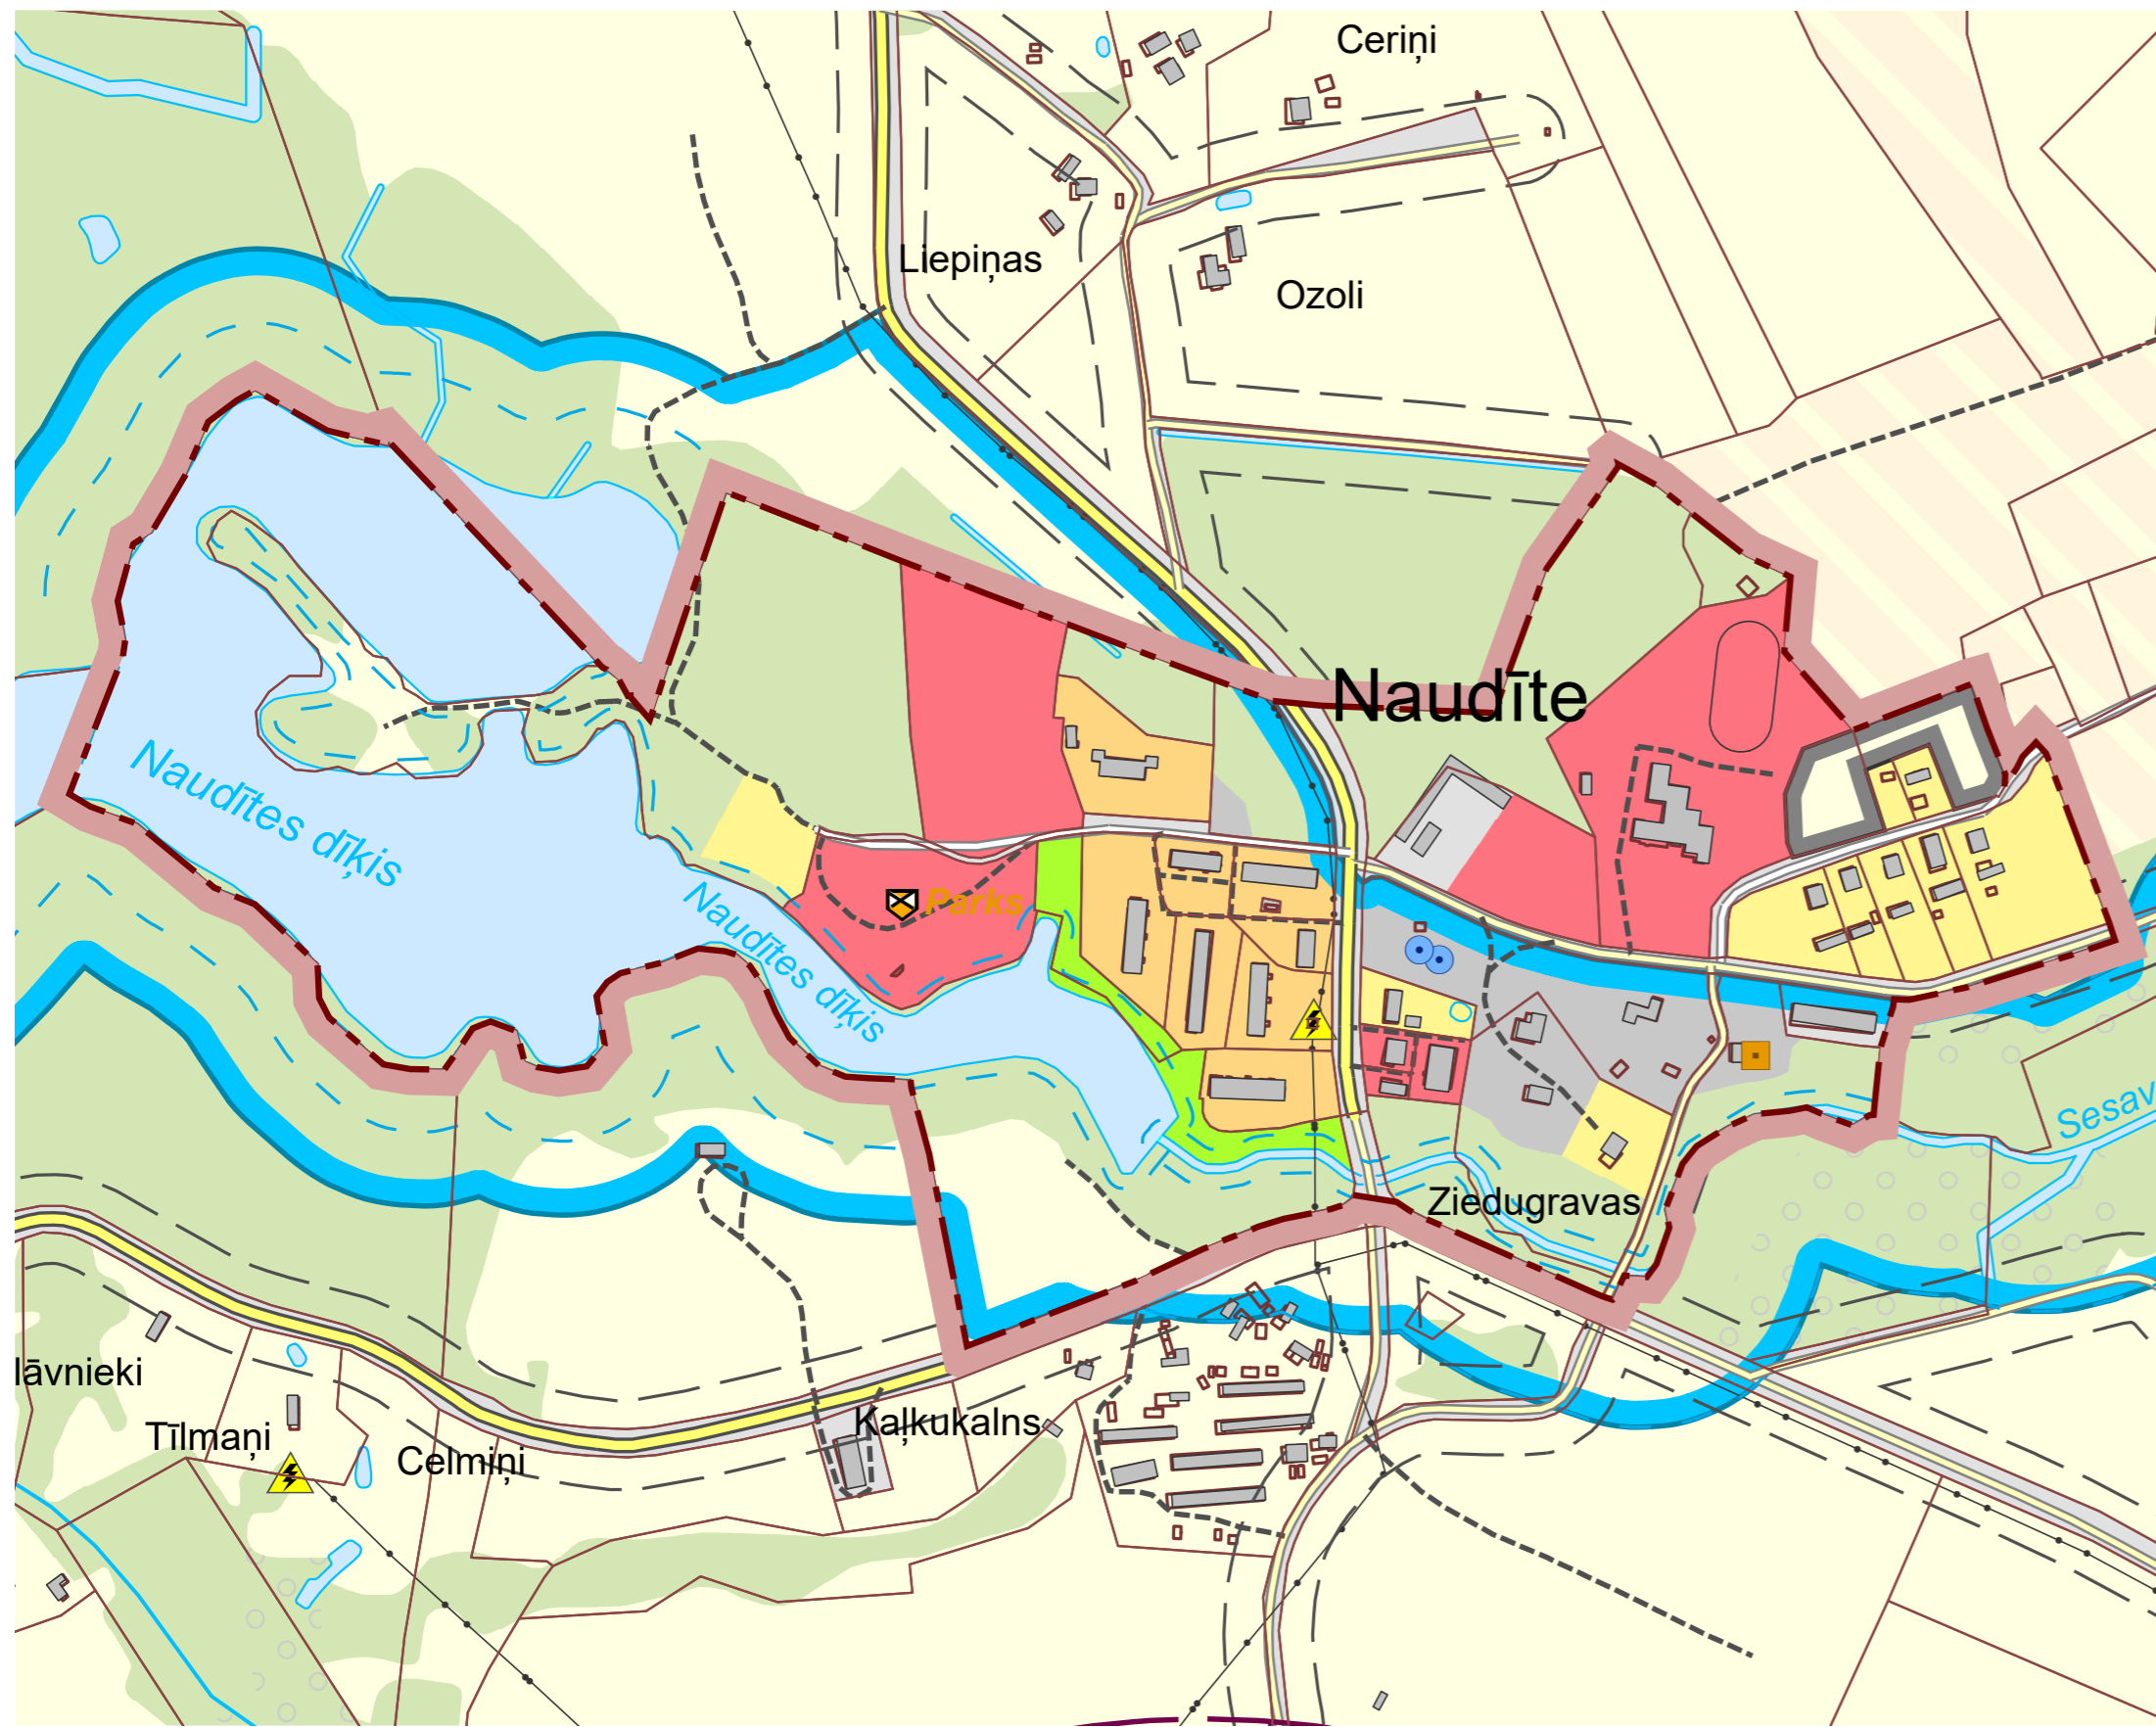 Ceriņi
Liepiņas
Ozoli
Naudīte
Naudītes dīķis
Parks
Naudītes dīķis
Sesav
Ziedugravas
lāvnieki
Tīlmaņi
Celmiņi
Kaļķukalns